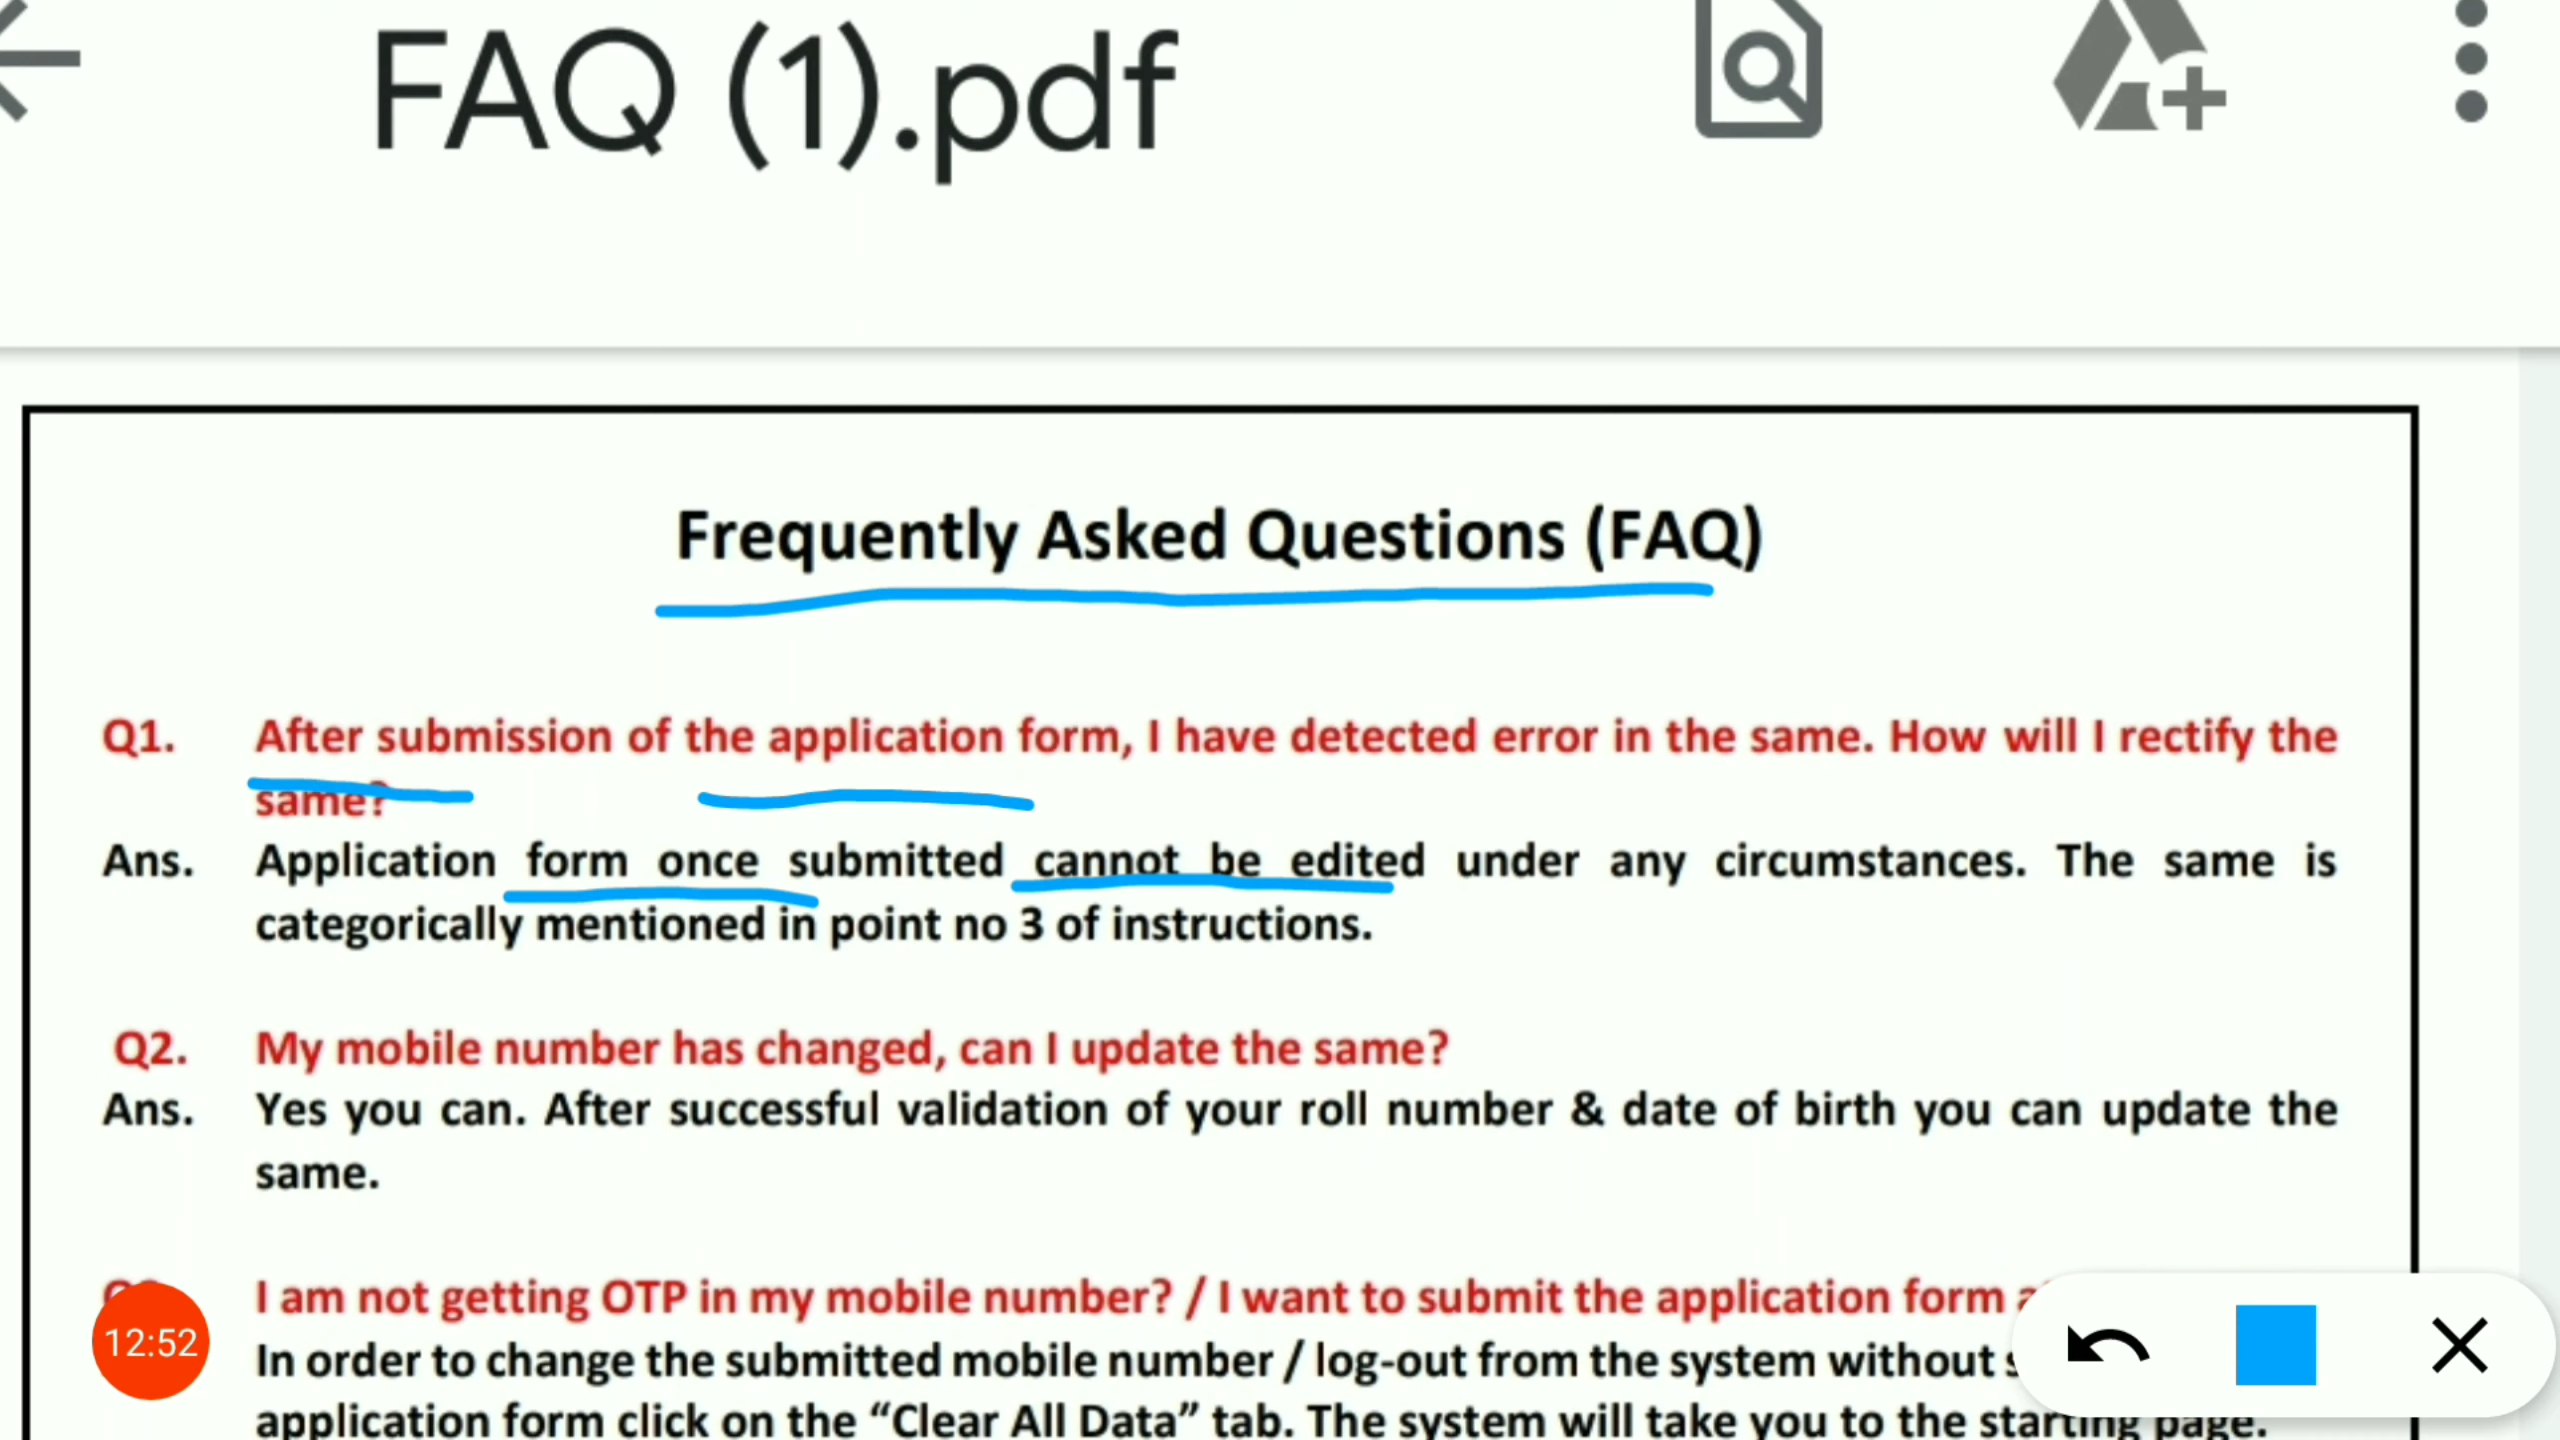 FAQ (1).pdf
Frequently Asked Questions (FAQ)
Q1. After submission of the application form, I have detected error in the same. How will I rectify the
same?
Ans. Application form once submitted cannot be edited under any circumstances. The same is
categorically mentioned in point no 3 of instructions.
Q2. My mobile number has changed, can I update the same?
Ans. Yes you can. After successful validation of your roll number & date of birth you can update the
same.
I am not getting OTP in my mobile number? / I want to submit the application form
12:52
In order to change the submitted mobile number / log-out from the system without
application form click on the “Clear All Data” tab. The system will take you to the starting page.